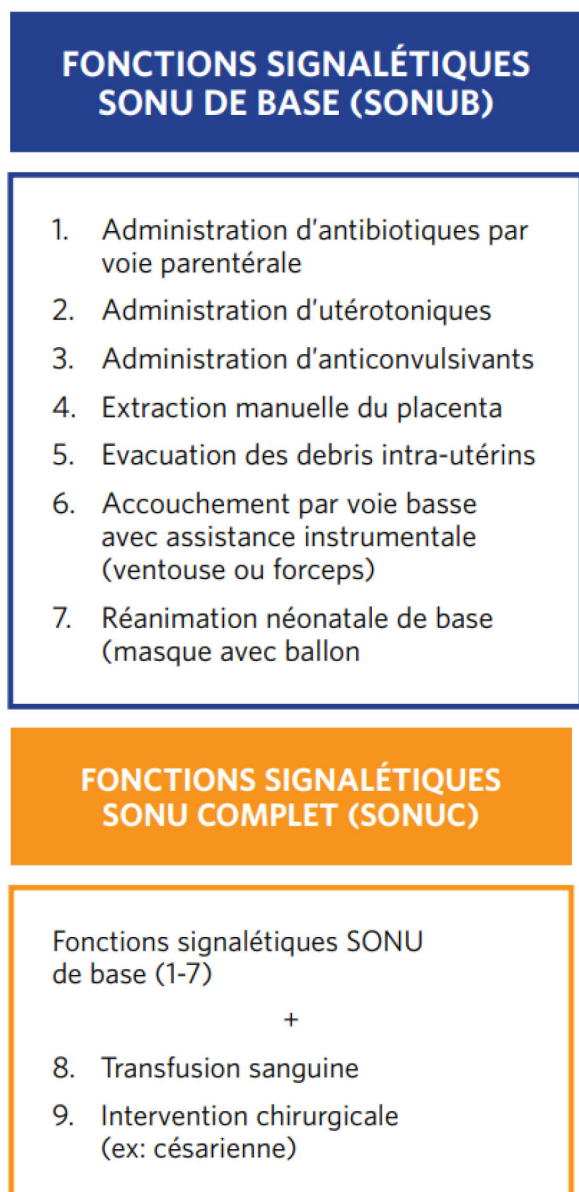 FONCTIONS SIGNALÉTIQUES
SONU DE BASE (SONUB)
1. Administration d'antibiotiques par
voie parentérale
2. Administration d'utérotoniques
3. Administration d'anticonvulsivants
4. Extraction manuelle du placenta
5. Evacuation des debris intra-utérins
6. Accouchement par voie basse
avec assistance instrumentale
(ventouse ou forceps)
7. Réanimation néonatale de base
(masque avec ballon
FONCTIONS SIGNALÉTIQUES
SONU COMPLET (SONUC)
Fonctions signalétiques SONU
de base (1-7)
+
8. Transfusion sanguine
9. Intervention chirurgicale
(ex: césarienne)